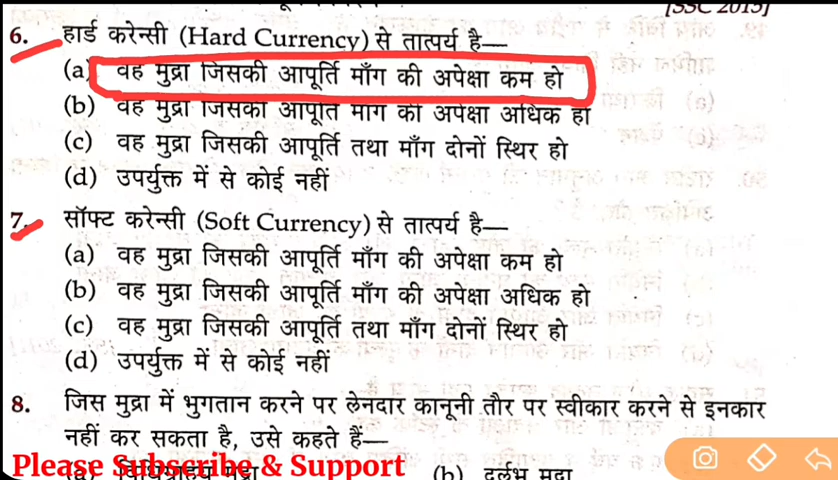 [SSC 2015]
6. हार्ड करेन्सी (Hard Currency) से तात्पर्य है—
(a) वह मुद्रा जिसकी आपूर्ति माँग की अपेक्षा कम हो
(b) वह मुद्रा जिसकी आपूर्ति माँग की अपेक्षा अधिक हो
(c) वह मुद्रा जिसकी आपूर्ति तथा माँग दोनों स्थिर हो
(d) उपर्युक्त में से कोई नहीं
7. सॉफ्ट करेन्सी (Soft Currency) से तात्पर्य है—
(a) वह मुद्रा जिसकी आपूर्ति माँग की अपेक्षा कम हो
(b) वह मुद्रा जिसकी आपूर्ति माँग की अपेक्षा अधिक हो
(c) वह मुद्रा जिसकी आपूर्ति तथा माँग दोनों स्थिर हो
(d) उपर्युक्त में से कोई नहीं
8. जिस मुद्रा में भुगतान करने पर लेनदार कानूनी तौर पर स्वीकार करने से इनकार
नहीं कर सकता है, उसे कहते हैं—
Please Subscribe & Support
(a) विधिग्राह्य मुद्रा (b) दुर्लभ मुद्रा